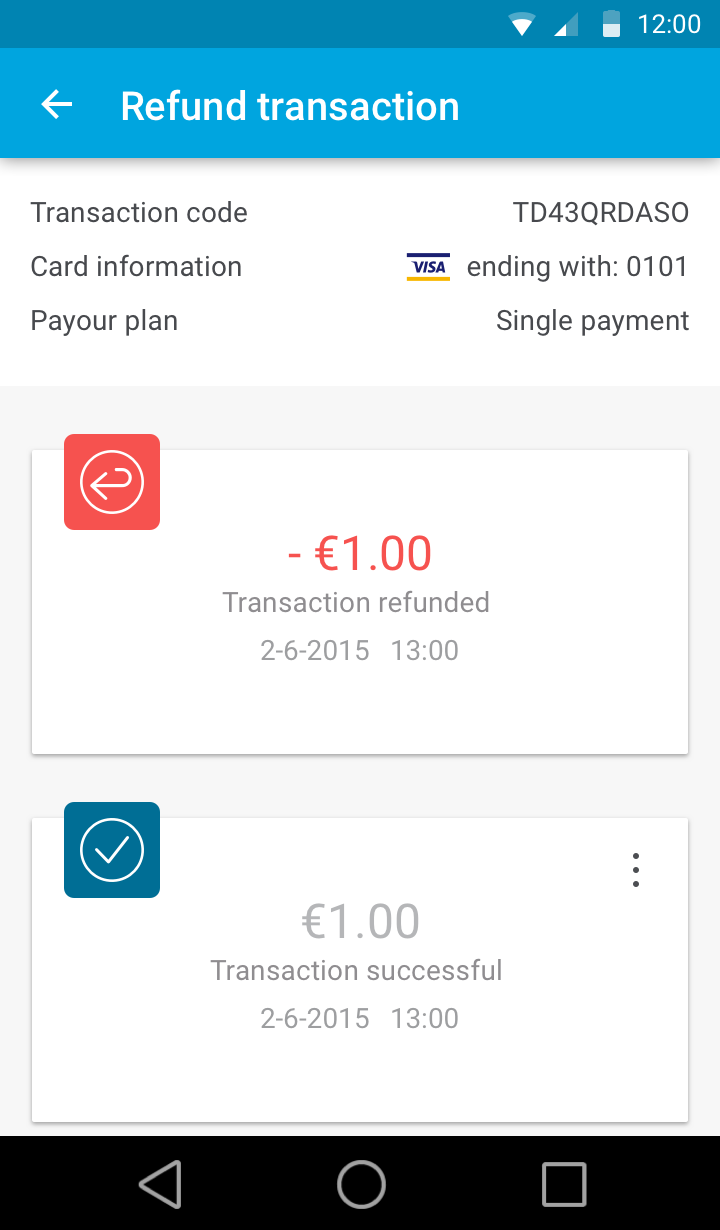 12:00
Refund transaction
Transaction code TD43QRDASO
Card information VISA ending with: 0101
Payour plan Single payment
- €1.00
Transaction refunded
2-6-2015 13:00
€1.00
Transaction successful
2-6-2015 13:00